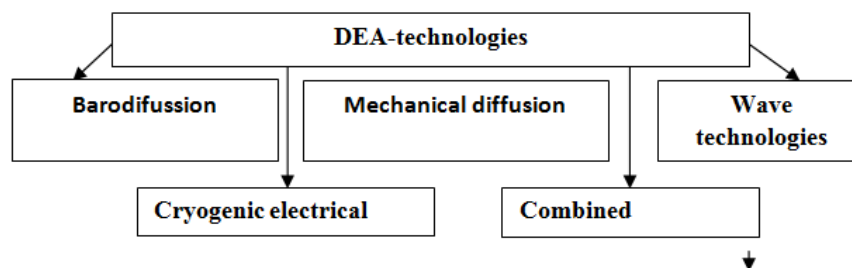 DEA-technologies
Barodifussion
Mechanical diffusion
Wave
technologies
Cryogenic electrical
Combined